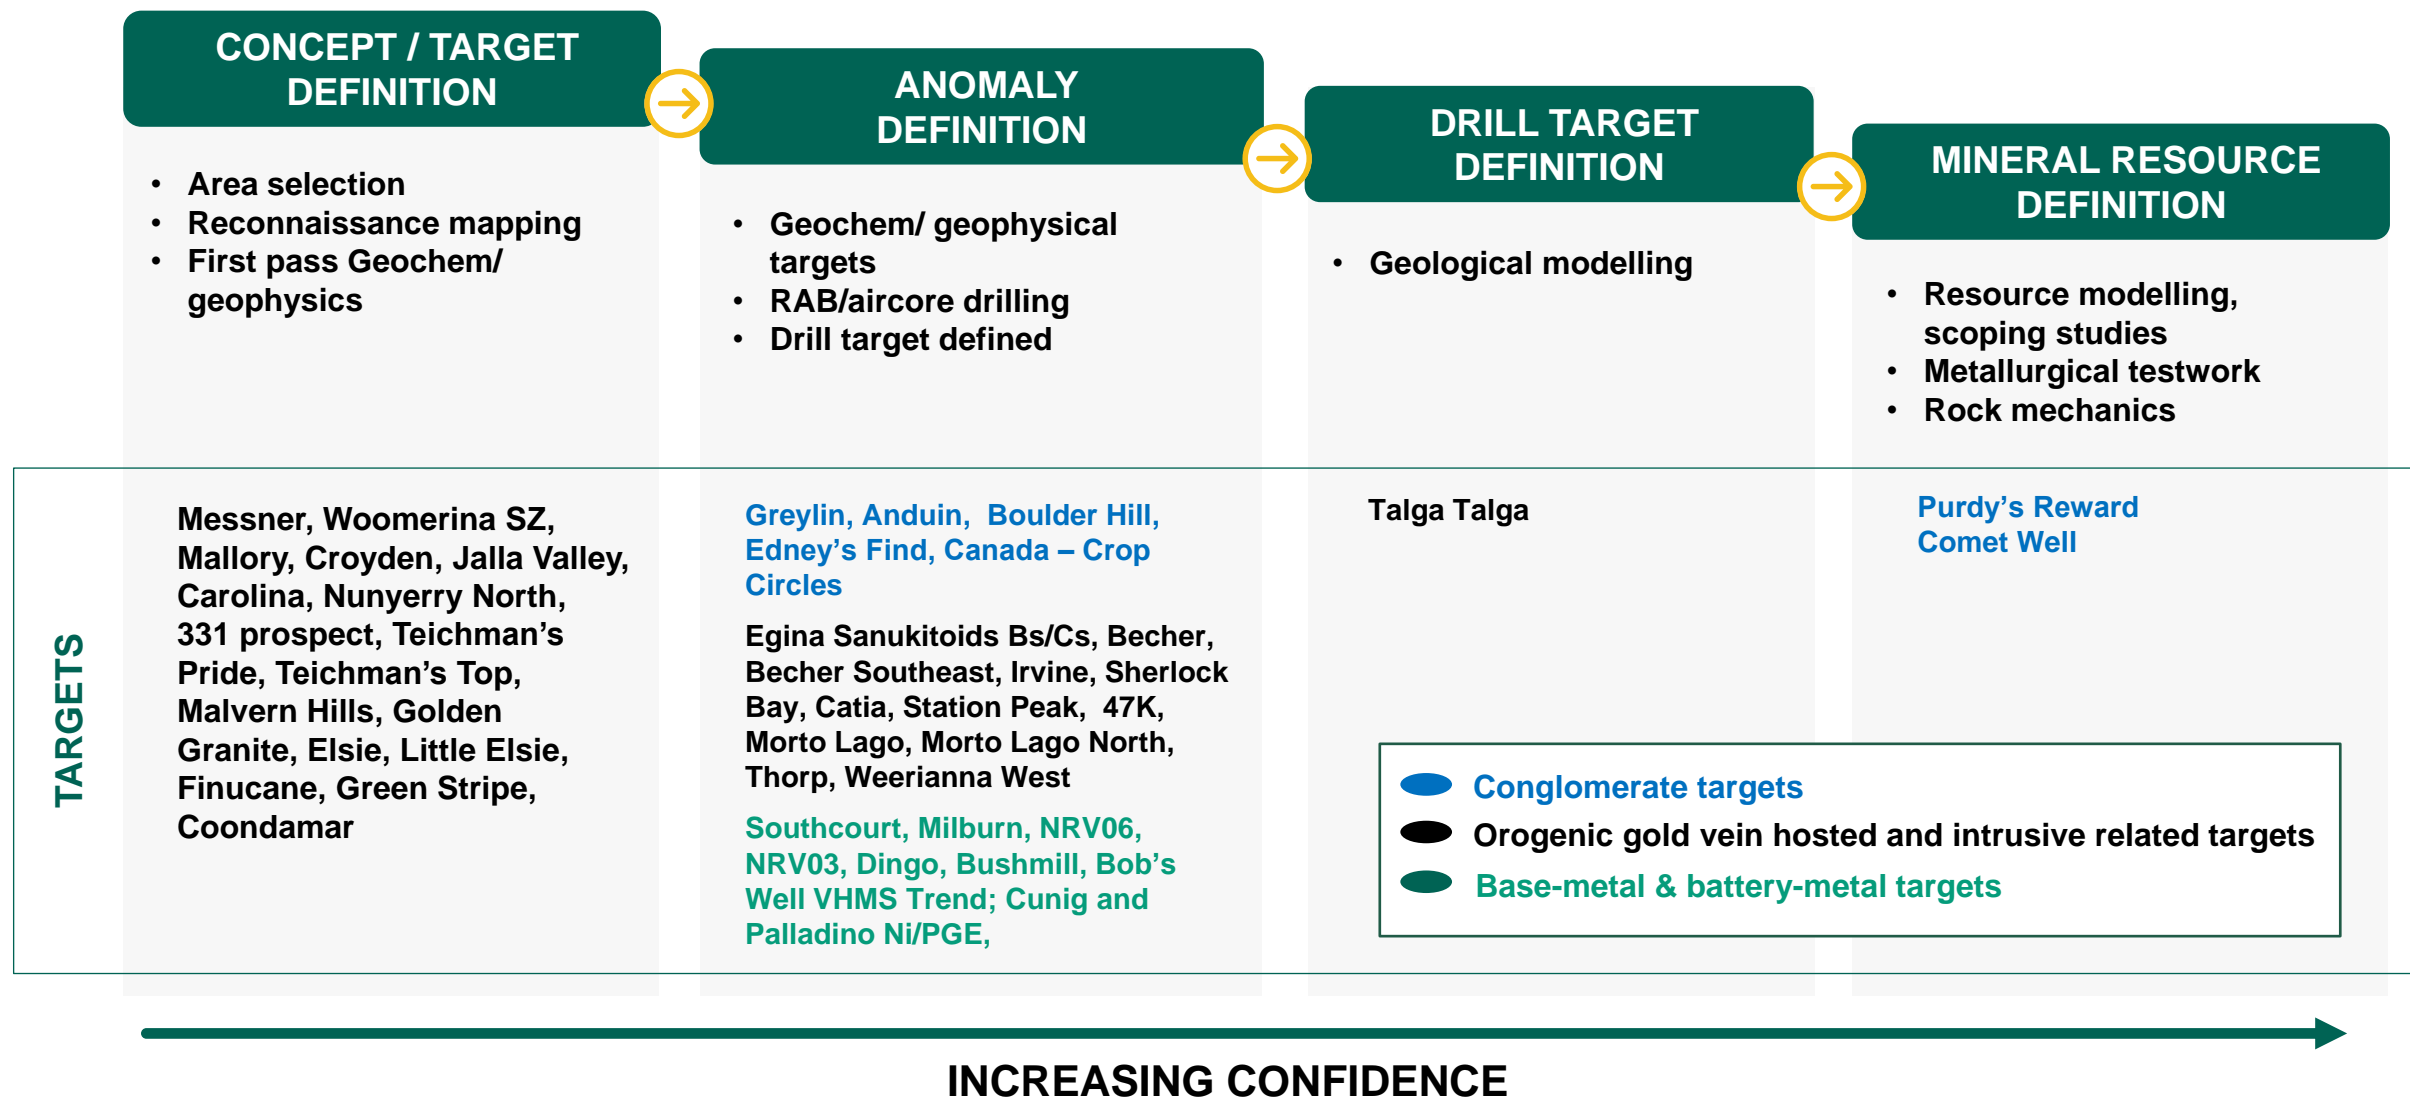 CONCEPT / TARGET
DEFINITION
• Area selection
• Reconnaissance mapping
• First pass Geochem/
geophysics
ANOMALY
DEFINITION
• Geochem/ geophysical
targets
• RAB/aircore drilling
• Drill target defined
DRILL TARGET
DEFINITION
• Geological modelling
MINERAL RESOURCE
DEFINITION
• Resource modelling,
scoping studies
• Metallurgical testwork
• Rock mechanics
TARGETS
Messner, Woomerina SZ,
Mallory, Croyden, Jalla Valley,
Carolina, Nunyerry North,
331 prospect, Teichman’s
Pride, Teichman’s Top,
Malvern Hills, Golden
Granite, Elsie, Little Elsie,
Finucane, Green Stripe,
Coondamar
Greylin, Anduin,  Boulder Hill,
Edney’s Find, Canada – Crop
Circles
Egina Sanukitoids Bs/Cs, Becher,
Becher Southeast, Irvine, Sherlock
Bay, Catia, Station Peak,  47K,
Morto Lago, Morto Lago North,
Thorp, Weerianna West
Southcourt, Milburn, NRV06,
NRV03, Dingo, Bushmill, Bob’s
Well VHMS Trend; Cunig and
Palladino Ni/PGE,
Talga Talga
Purdy’s Reward
Comet Well
Conglomerate targets
Orogenic gold vein hosted and intrusive related targets
Base-metal & battery-metal targets
INCREASING CONFIDENCE